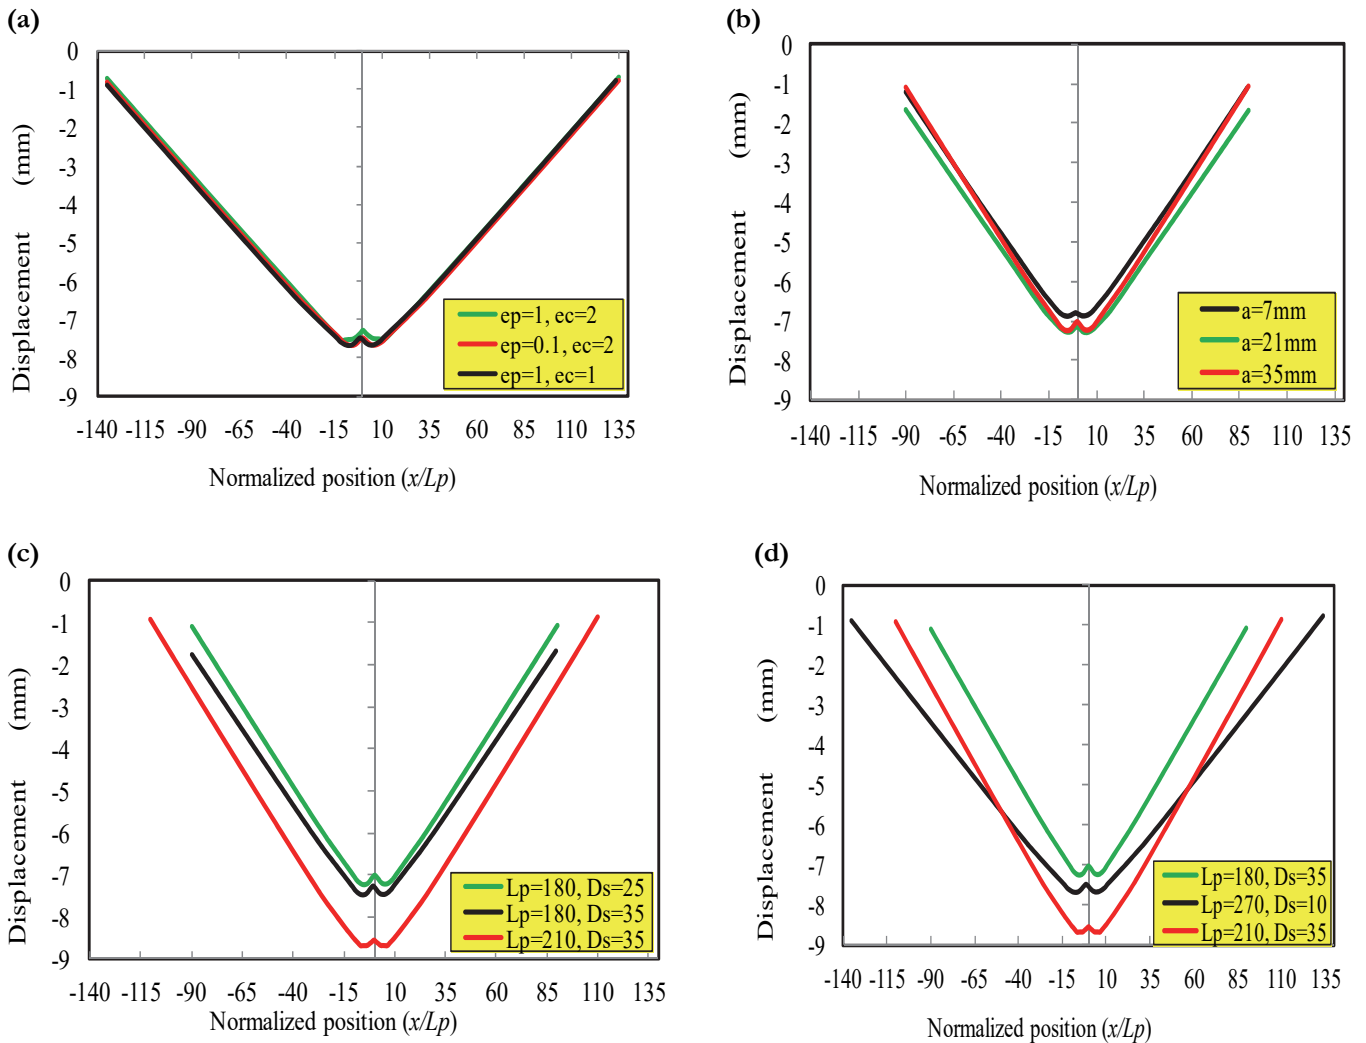 (a)
0
-1
-2
-3
-4
-5
-6
-7
-8
-9
Displacement (mm)
ep=1, ec=2
ep=0.1, ec=2
ep=1, ec=1
-140 -115 -90 -65 -40 -15 10 35 60 85 110 135
Normalized position (x/Lp)
(b)
0
-1
-2
-3
-4
-5
-6
-7
-8
-9
Displacement (mm)
a=7mm
a=21mm
a=35mm
-140 -115 -90 -65 -40 -15 10 35 60 85 110 135
Normalized position (x/Lp)
(c)
0
-1
-2
-3
-4
-5
-6
-7
-8
-9
Displacement (mm)
Lp=180, Ds=25
Lp=180, Ds=35
Lp=210, Ds=35
-140 -115 -90 -65 -40 -15 10 35 60 85 110 135
Normalized position (x/Lp)
(d)
0
-1
-2
-3
-4
-5
-6
-7
-8
-9
Displacement (mm)
Lp=180, Ds=35
Lp=270, Ds=10
Lp=210, Ds=35
-140 -115 -90 -65 -40 -15 10 35 60 85 110 135
Normalized position (x/Lp)